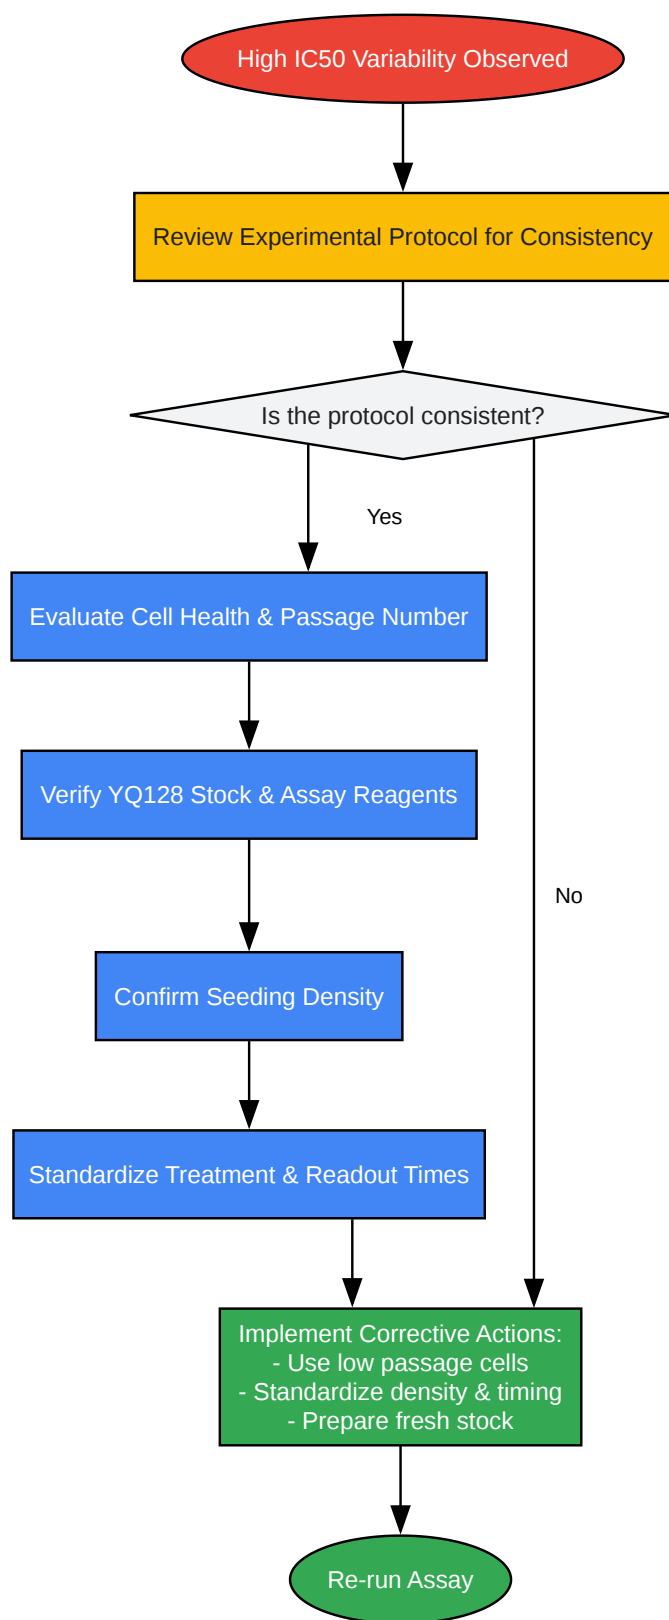 High IC50 Variability Observed
Review Experimental Protocol for Consistency
Is the protocol consistent?
Yes
Evaluate Cell Health & Passage Number
Verify YQ128 Stock & Assay Reagents
No
Confirm Seeding Density
Standardize Treatment & Readout Times
Implement Corrective Actions:
- Use low passage cells
- Standardize density & timing
- Prepare fresh stock
Re-run Assay